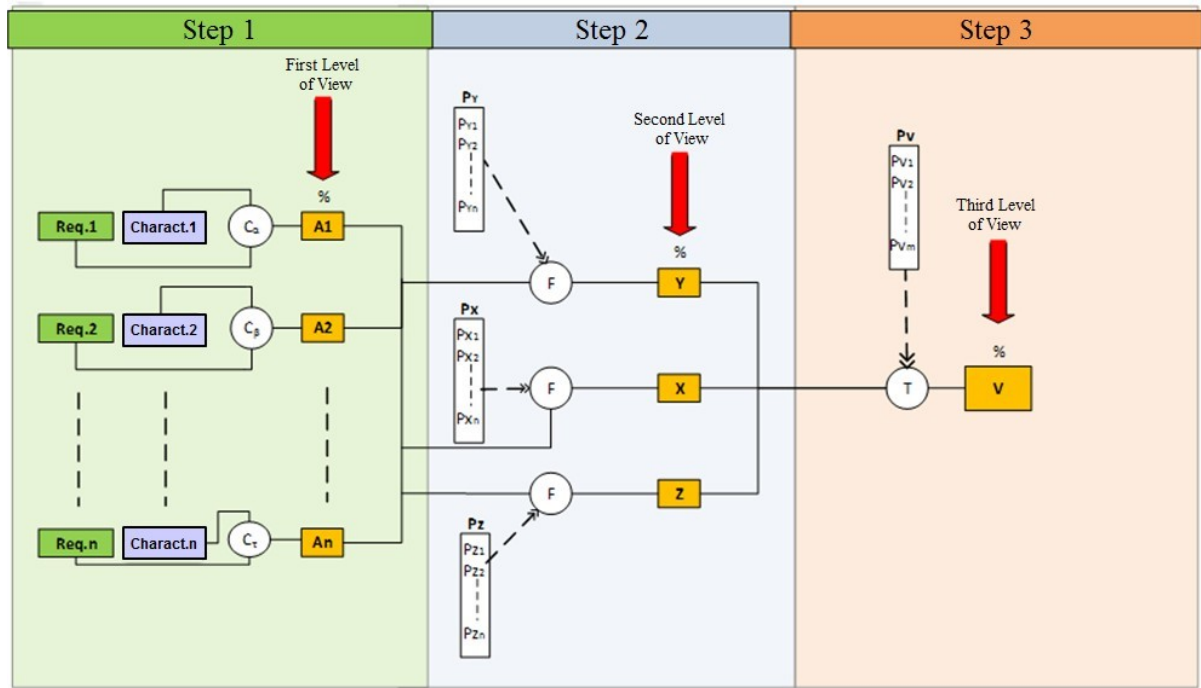 Step 1
Step 2
Step 3
First Level
of View
%
Req.1
Charact.1
Cα
A1
Req.2
Charact.2
Cβ
A2
Req.n
Charact.n
Cτ
An
PY
PY1
PY2
PYn
Second Level
of View
%
F
Y
PX
PX1
PX2
PXn
F
X
F
Z
PZ
PZ1
PZ2
PZn
PV
PV1
PV2
PVm
Third Level
of View
%
T
V